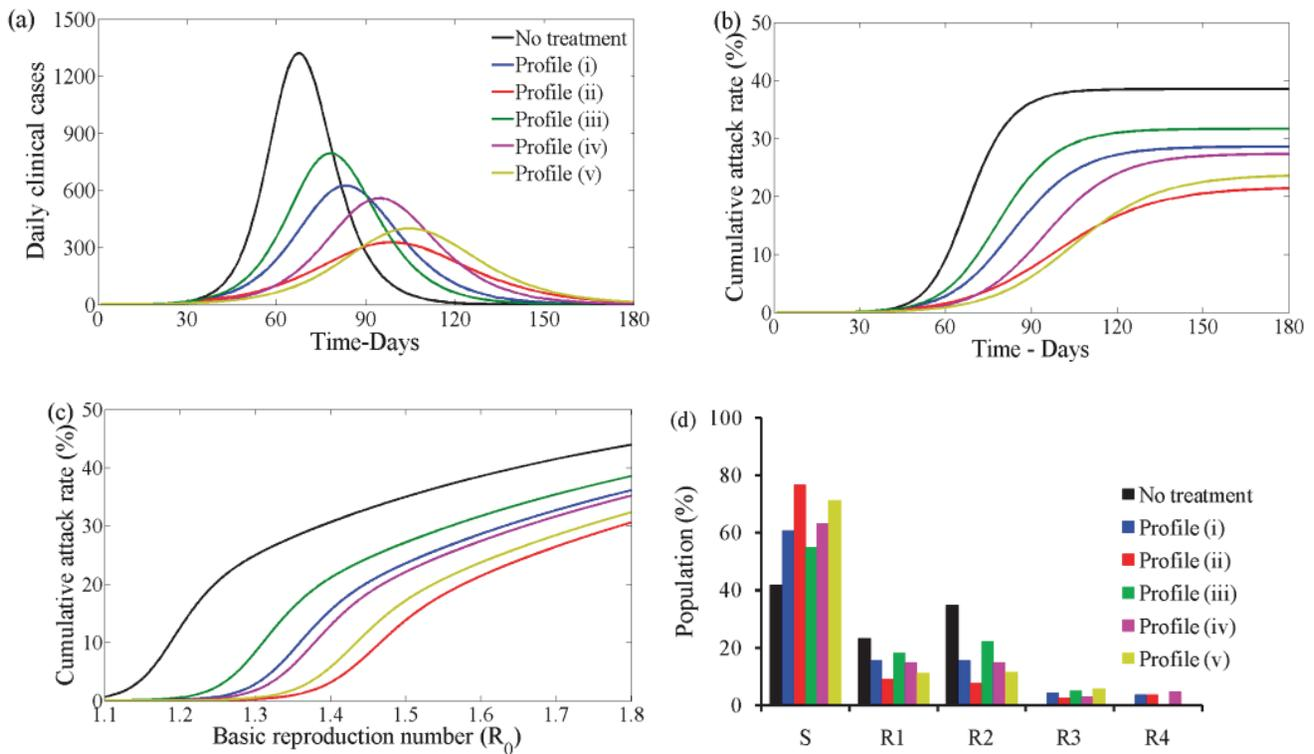 (a)
1500
1200
900
600
300
0
Daily clinical cases
No treatment
Profile (i)
Profile (ii)
Profile (iii)
Profile (iv)
Profile (v)
0 30 60 90 120 150 180
Time-Days
(b)
50
40
30
20
10
0
Cumulative attack rate (%)
0 30 60 90 120 150 180
Time - Days
(c)
50
40
30
20
10
0
Cumulative attack rate (%)
1.1 1.2 1.3 1.4 1.5 1.6 1.7 1.8
Basic reproduction number (R0)
(d)
100
80
60
40
20
0
Population (%)
No treatment
Profile (i)
Profile (ii)
Profile (iii)
Profile (iv)
Profile (v)
S R1 R2 R3 R4